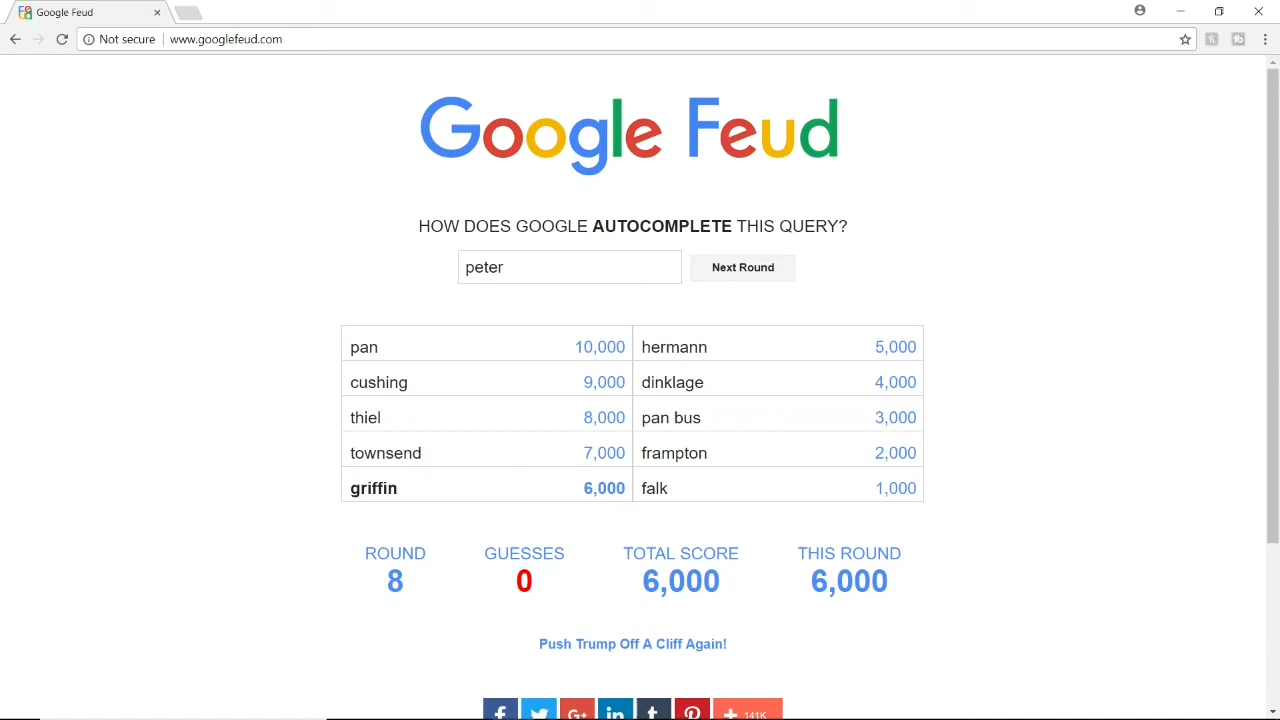 Google Feud
Not secure www.googlefeud.com
Google Feud
HOW DOES GOOGLE AUTOCOMPLETE THIS QUERY?
peter Next Round
pan 10,000 hermann 5,000
cushing 9,000 dinklage 4,000
thiel 8,000 pan bus 3,000
townsend 7,000 frampton 2,000
griffin 6,000 falk 1,000
ROUND GUESSES TOTAL SCORE THIS ROUND
8 0 6,000 6,000
Push Trump Off A Cliff Again!
f G+ in t 141K